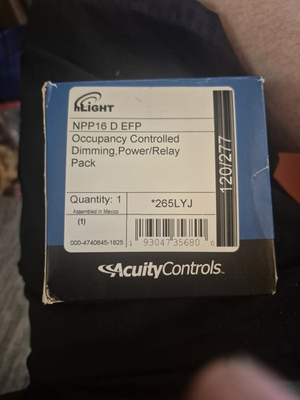 nLIGHT
NPP16 D EFP
Occupancy Controlled
Dimming,Power/Relay
Pack
120/277
Quantity: 1
Assembled in Mexico
*265LYJ
(1)
000-4740645-1825
1 93047 35680 0
AcuityControls